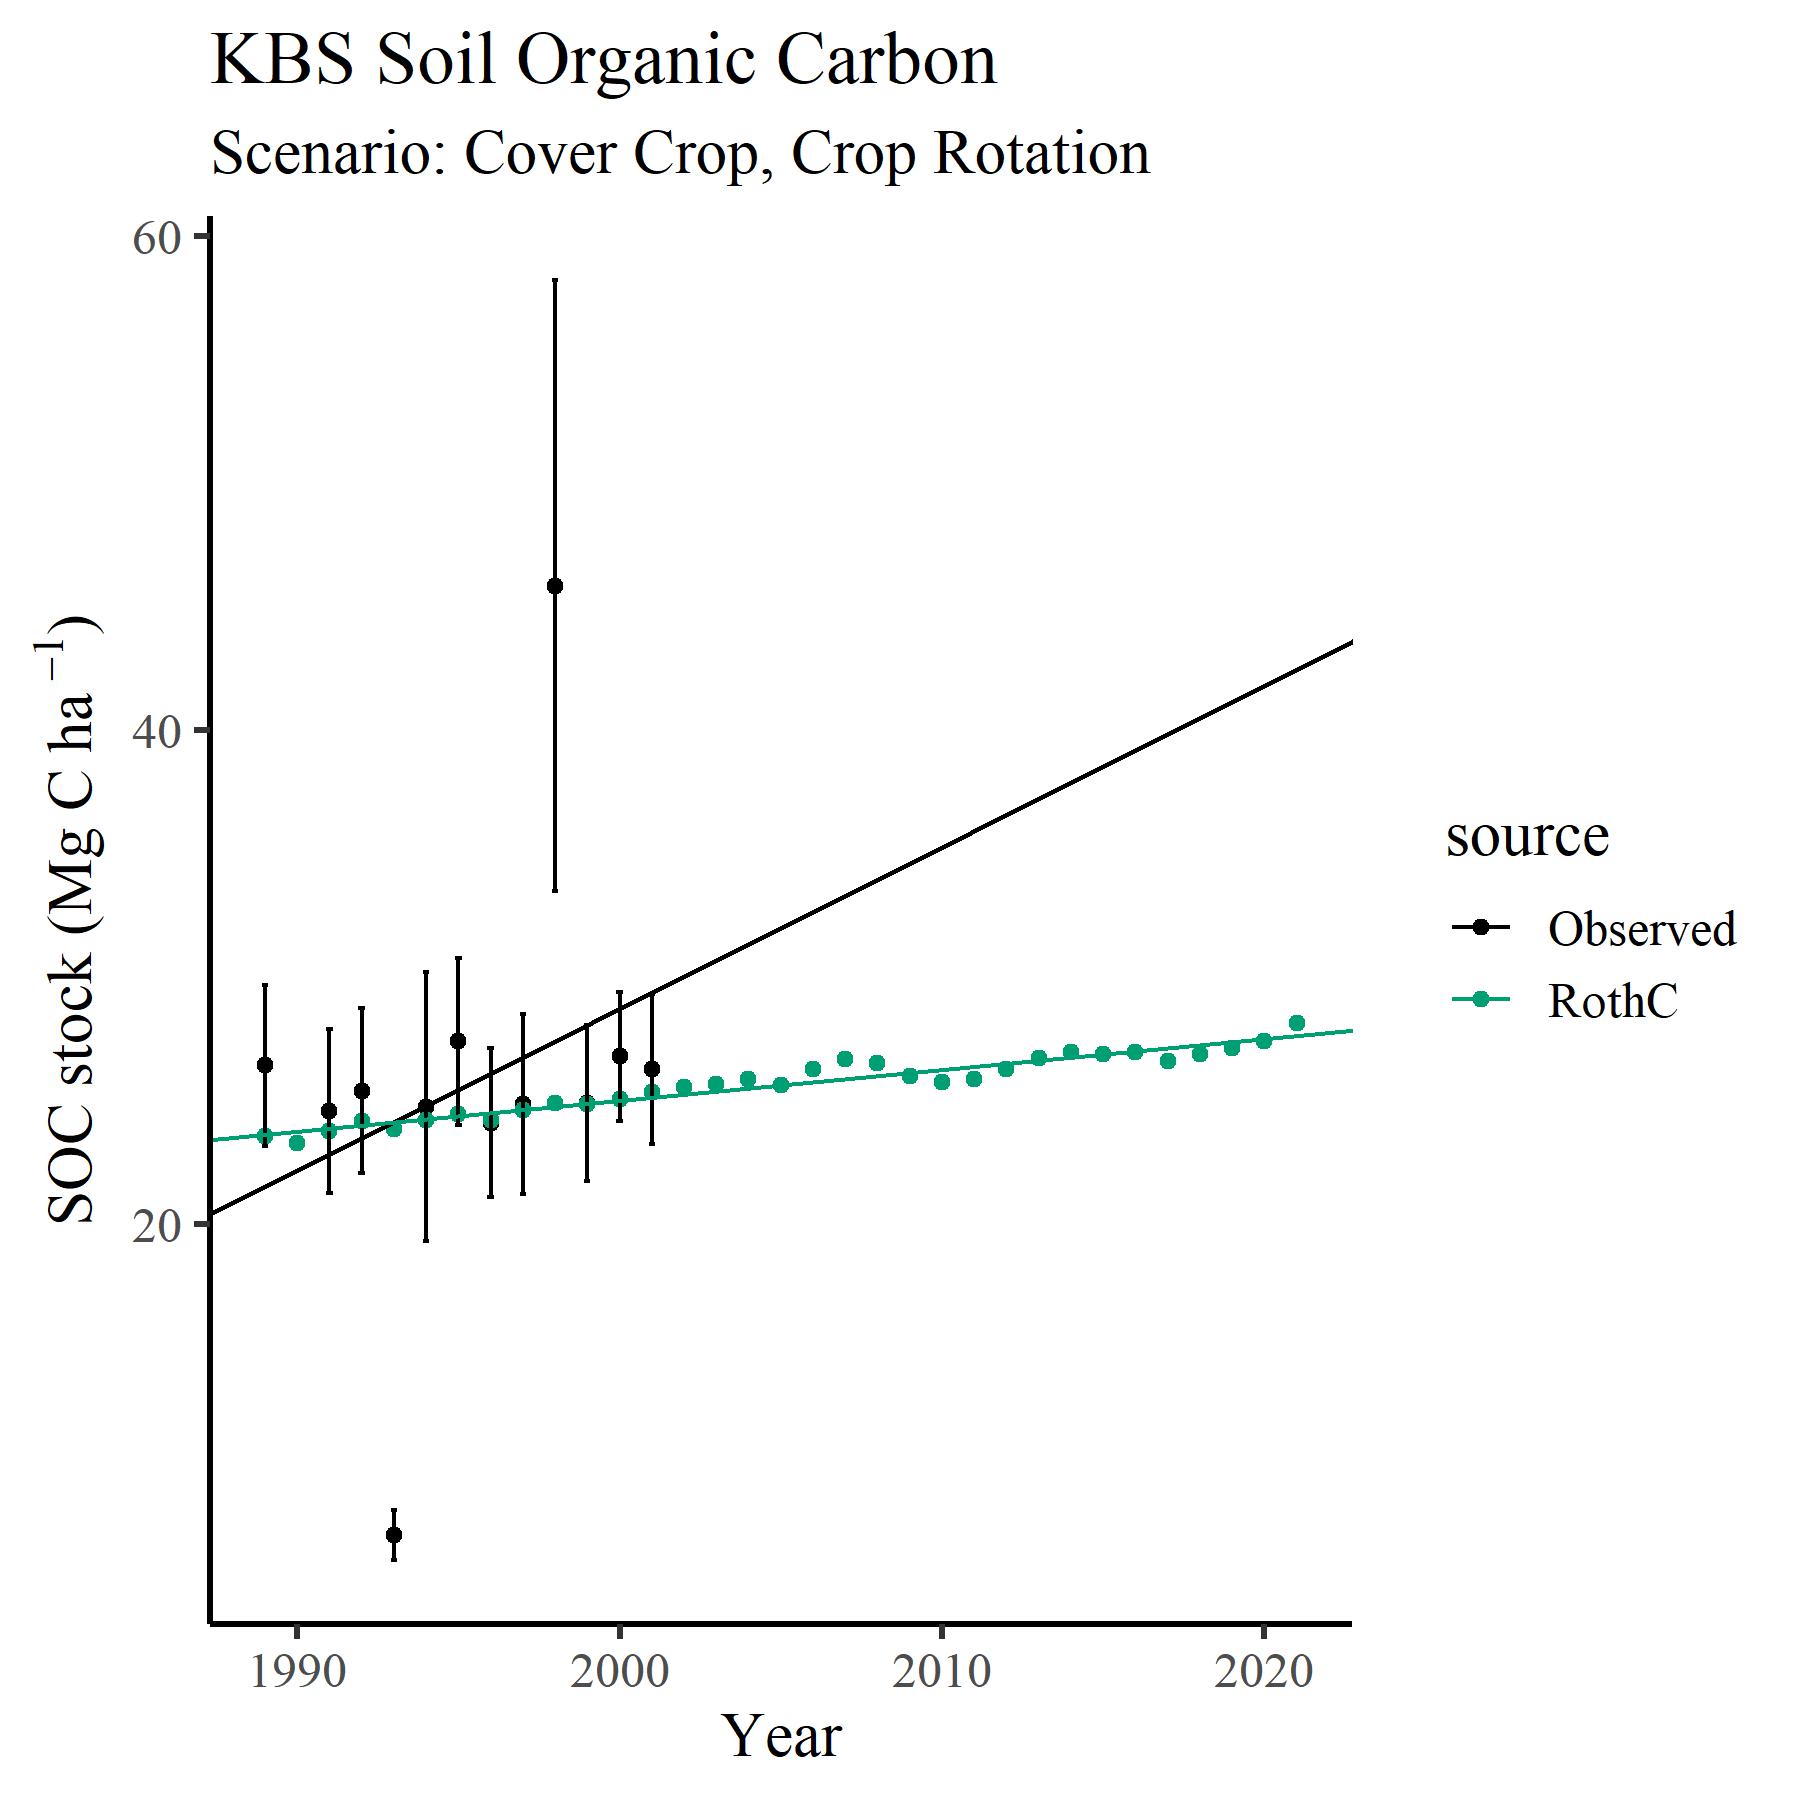 KBS Soil Organic Carbon
Scenario: Cover Crop, Crop Rotation
60
40
20
SOC stock (Mg C ha⁻¹)
1990 2000 2010 2020
Year
source
Observed
RothC